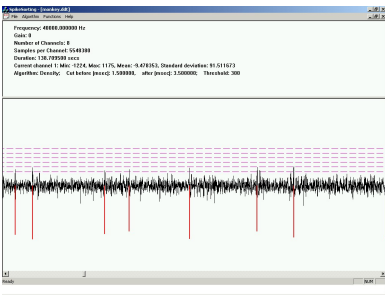 SpikeSorting - [monkey.ddt]
File Algorithm Functions Help
Frequency: 40000.000000 Hz
Gain: 0
Number of Channels: 8
Samples per Channel: 5548380
Duration: 138.709500 secs
Current channel 1: Min: -1224, Max: 1175, Mean: -9.470353, Standard deviation: 91.511673
Algorithm: Density; Cut before [msec]: 1.500000, after [msec]: 3.500000; Threshold: 300
Ready NUM